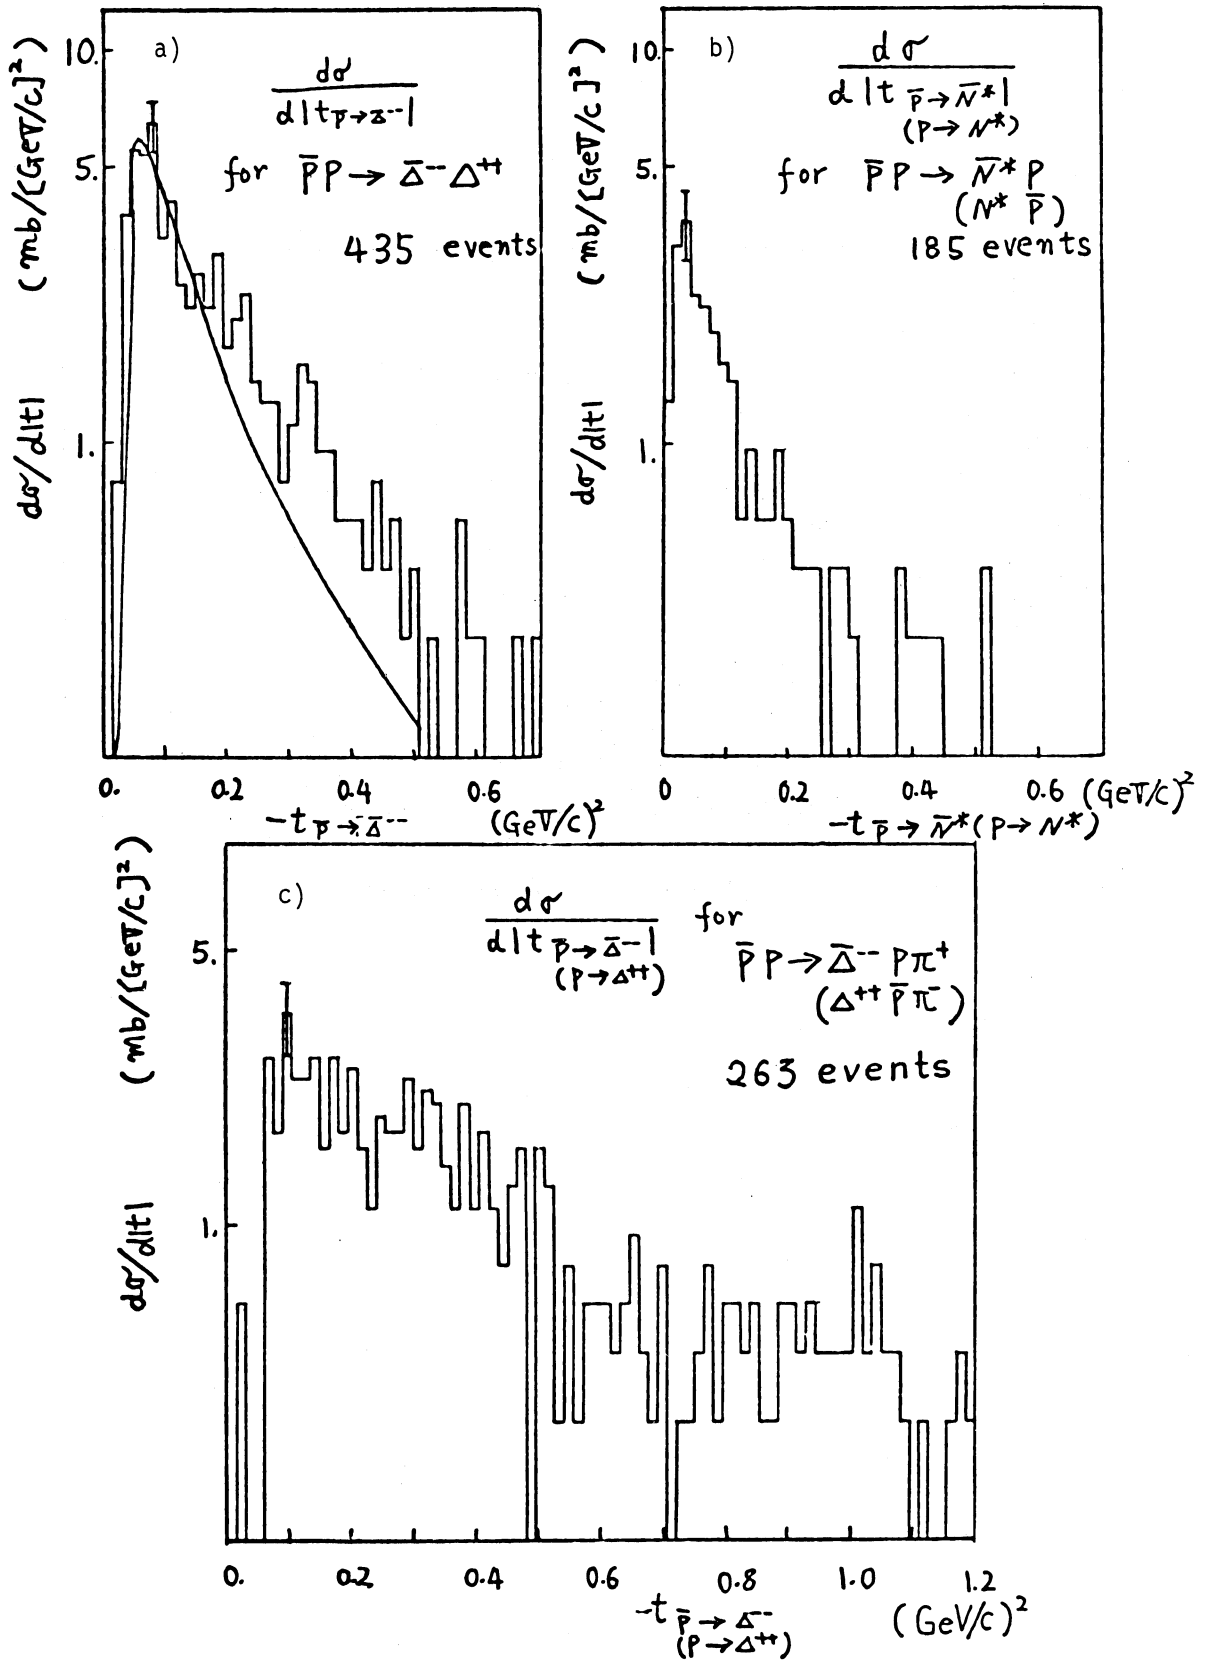 a)
10.
5.
1.
dσ/d|t| (mb/[GeV/c]²)
dσ
d|t p̄→Δ̄⁻⁻|
for p̄p → Δ̄⁻⁻Δ⁺⁺
435 events
0. 0.2 0.4 0.6
-t p̄→Δ̄⁻⁻ (GeV/c)²
b)
10.
5.
1.
dσ/d|t| (mb/[GeV/c]²)
dσ
d|t p̄→N̄*|
(p→N*)
for p̄p → N̄*p
(N* p̄)
185 events
0 0.2 0.4 0.6 (GeV/c)²
-t p̄→N̄*(p→N*)
c)
5.
1.
dσ/d|t| (mb/[GeV/c]²)
dσ
d|t p̄→Δ̄⁻⁻|
(p→Δ⁺⁺)
for
p̄p → Δ̄⁻⁻pπ⁺
(Δ⁺⁺p̄π⁻)
263 events
0. 0.2 0.4 0.6 0.8 1.0 1.2
-t p̄→Δ⁻⁻ (GeV/c)²
(p→Δ⁺⁺)